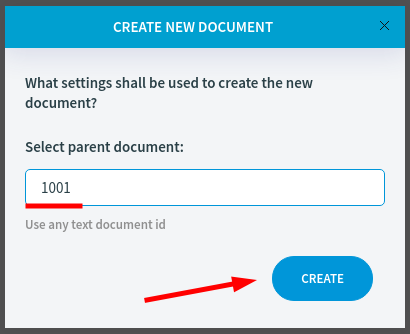 CREATE NEW DOCUMENT
What settings shall be used to create the new
document?
Select parent document:
1001
Use any text document id
CREATE